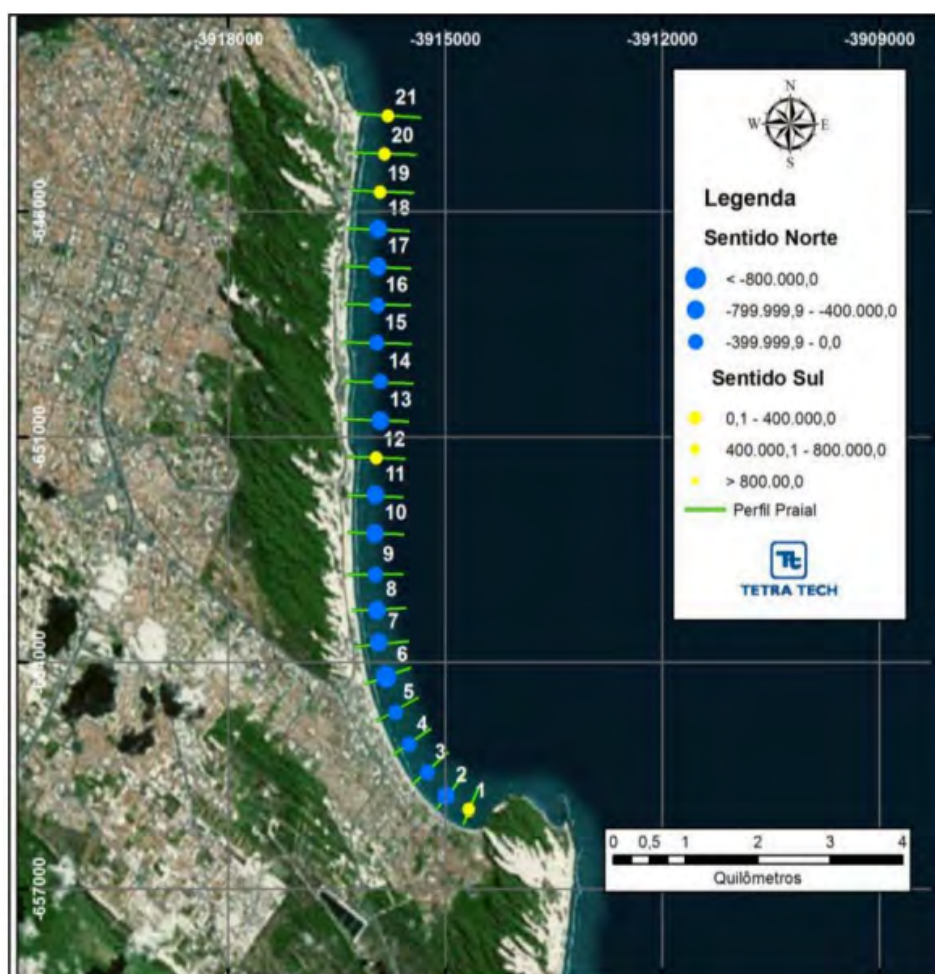 -3918000
-3915000
-3912000
-3909000
21
20
19
18
17
16
15
14
13
12
11
10
9
8
7
6
5
4
3
2
1
-651000
-657000
N
W E
S
Legenda
Sentido Norte
< -800.000,0
-799.999,9 - -400.000,0
-399.999,9 - 0,0
Sentido Sul
0,1 - 400.000,0
400.000,1 - 800.000,0
> 800.00,0
Perfil Praial
Tt
TETRA TECH
0 0,5 1 2 3 4
Quilômetros